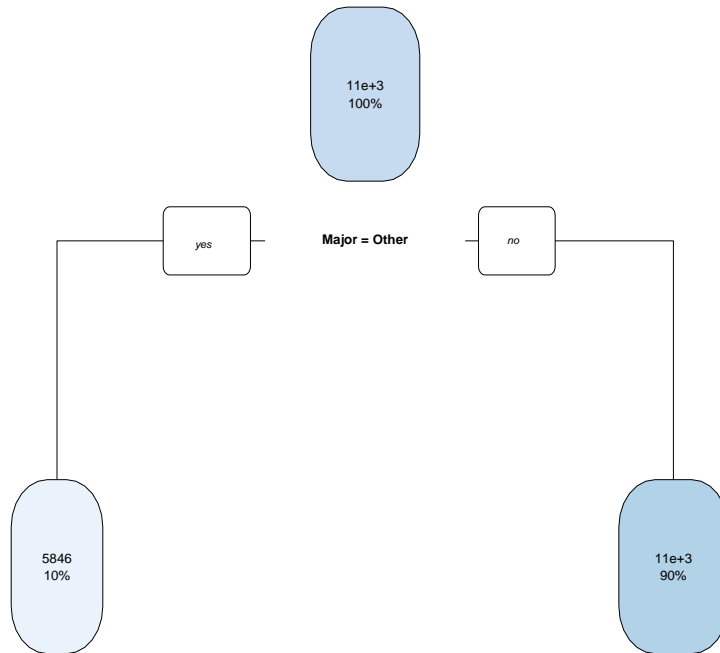 11e+3
100%
yes
Major = Other
no
5846
10%
11e+3
90%